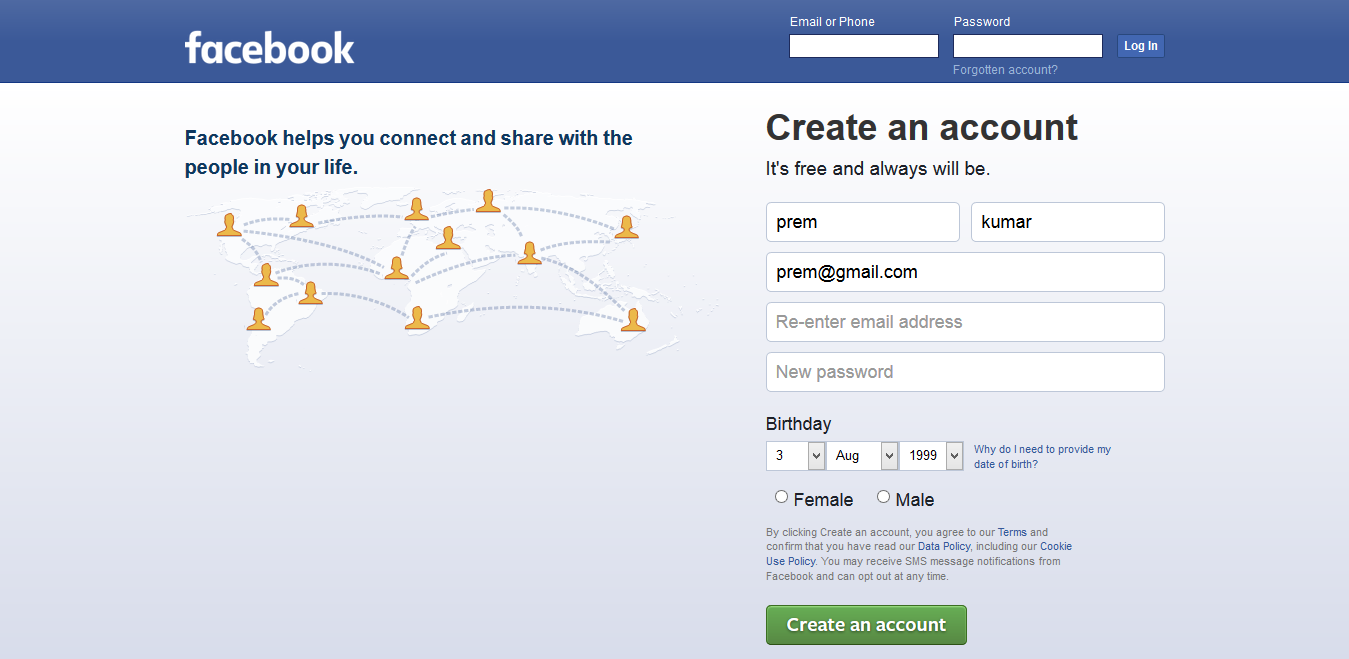 facebook
Email or Phone
Password
Log In
Forgotten account?
Facebook helps you connect and share with the
people in your life.
Create an account
It's free and always will be.
prem
kumar
prem@gmail.com
Re-enter email address
New password
Birthday
3
Aug
1999
Why do I need to provide my
date of birth?
Female
Male
By clicking Create an account, you agree to our Terms and
confirm that you have read our Data Policy, including our Cookie
Use Policy. You may receive SMS message notifications from
Facebook and can opt out at any time.
Create an account